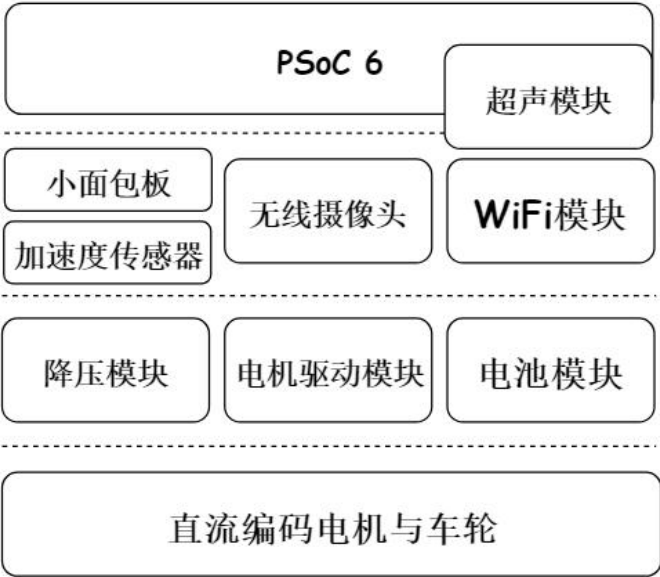 PSoC 6
超声模块
小面包板
无线摄像头
WiFi模块
加速度传感器
降压模块
电机驱动模块
电池模块
直流编码电机与车轮